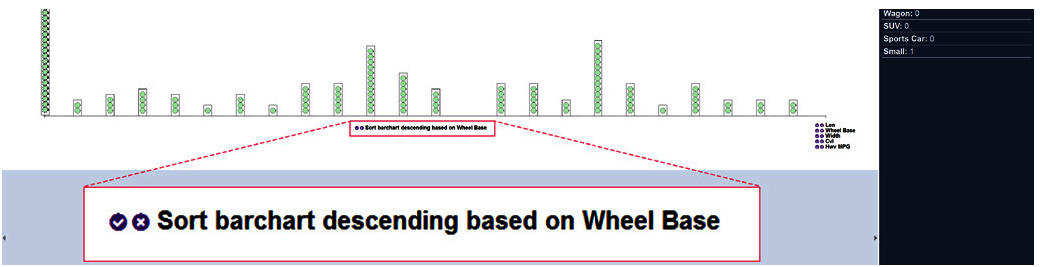 Wagon: 0
SUV: 0
Sports Car: 0
Small: 1
Sort barchart descending based on Wheel Base
Len
Wheel Base
Width
Cyl
Hwy MPG
Sort barchart descending based on Wheel Base